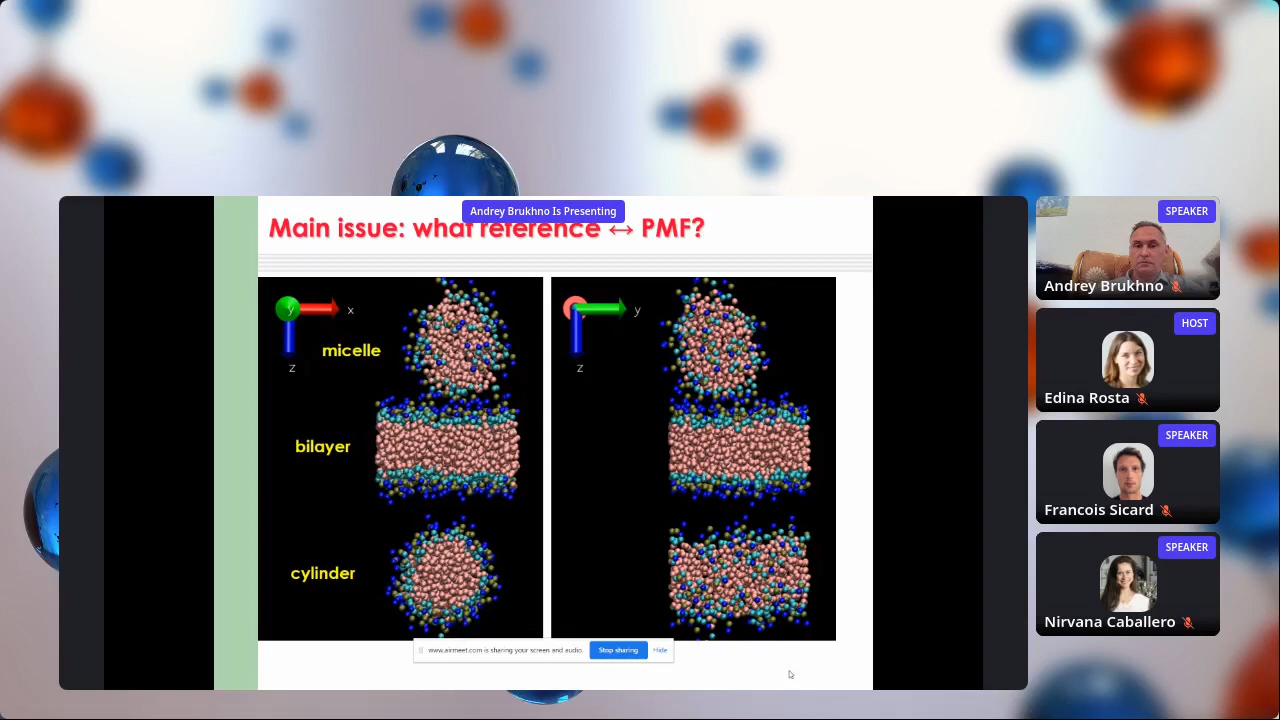 Andrey Brukhno Is Presenting
Main issue: what reference ↔ PMF?
y
x
z
micelle
bilayer
cylinder
y
z
www.airmeet.com is sharing your screen and audio.
Stop sharing
Hide
SPEAKER
Andrey Brukhno
HOST
Edina Rosta
SPEAKER
Francois Sicard
SPEAKER
Nirvana Caballero